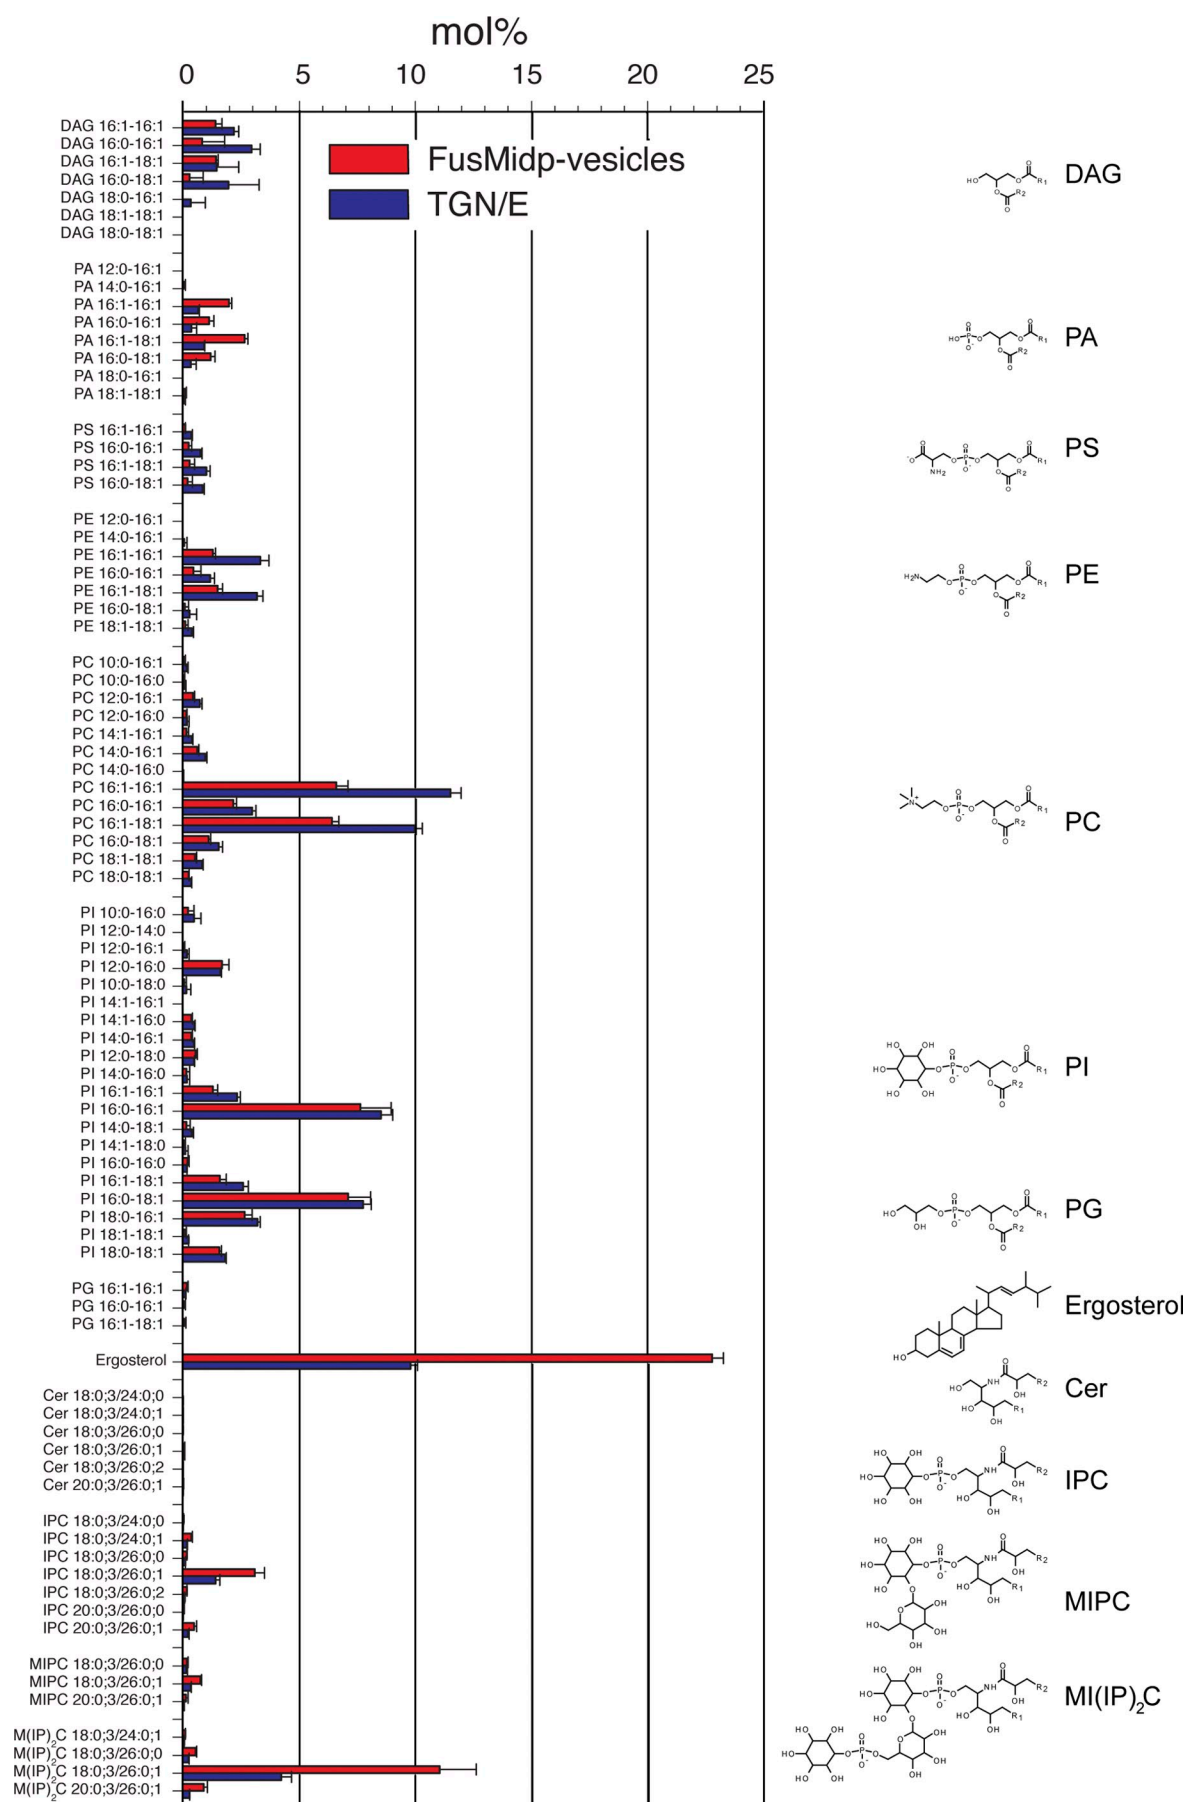 mol%
0 5 10 15 20 25
FusMidp-vesicles
TGN/E
DAG 16:1-16:1
DAG 16:0-16:1
DAG 16:1-18:1
DAG 16:0-18:1
DAG 18:0-16:1
DAG 18:1-18:1
DAG 18:0-18:1
PA 12:0-16:1
PA 14:0-16:1
PA 16:1-16:1
PA 16:0-16:1
PA 16:1-18:1
PA 16:0-18:1
PA 18:0-16:1
PA 18:1-18:1
PS 16:1-16:1
PS 16:0-16:1
PS 16:1-18:1
PS 16:0-18:1
PE 12:0-16:1
PE 14:0-16:1
PE 16:1-16:1
PE 16:0-16:1
PE 16:1-18:1
PE 16:0-18:1
PE 18:1-18:1
PC 10:0-16:1
PC 10:0-16:0
PC 12:0-16:1
PC 12:0-16:0
PC 14:1-16:1
PC 14:0-16:1
PC 14:0-16:0
PC 16:1-16:1
PC 16:0-16:1
PC 16:1-18:1
PC 16:0-18:1
PC 18:1-18:1
PC 18:0-18:1
PI 10:0-16:0
PI 12:0-14:0
PI 12:0-16:1
PI 12:0-16:0
PI 10:0-18:0
PI 14:1-16:1
PI 14:1-16:0
PI 14:0-16:1
PI 12:0-18:0
PI 14:0-16:0
PI 16:1-16:1
PI 16:0-16:1
PI 14:0-18:1
PI 14:1-18:0
PI 16:0-16:0
PI 16:1-18:1
PI 16:0-18:1
PI 18:0-16:1
PI 18:1-18:1
PI 18:0-18:1
PG 16:1-16:1
PG 16:0-16:1
PG 16:1-18:1
Ergosterol
Cer 18:0;3/24:0;0
Cer 18:0;3/24:0;1
Cer 18:0;3/26:0;0
Cer 18:0;3/26:0;1
Cer 18:0;3/26:0;2
Cer 20:0;3/26:0;1
IPC 18:0;3/24:0;0
IPC 18:0;3/24:0;1
IPC 18:0;3/26:0;0
IPC 18:0;3/26:0;1
IPC 18:0;3/26:0;2
IPC 20:0;3/26:0;0
IPC 20:0;3/26:0;1
MIPC 18:0;3/26:0;0
MIPC 18:0;3/26:0;1
MIPC 20:0;3/26:0;1
M(IP)₂C 18:0;3/24:0;1
M(IP)₂C 18:0;3/26:0;0
M(IP)₂C 18:0;3/26:0;1
M(IP)₂C 20:0;3/26:0;1
DAG
PA
PS
PE
PC
PI
PG
Ergosterol
Cer
IPC
MIPC
MI(IP)₂C